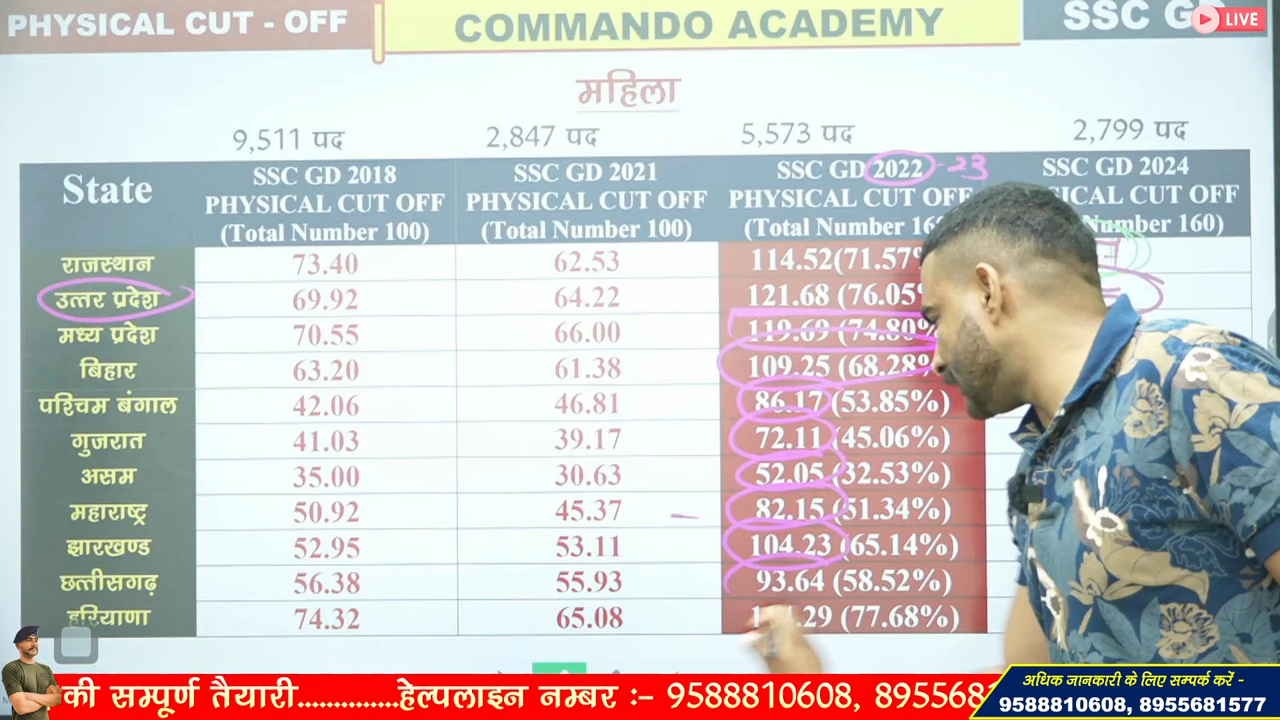 PHYSICAL CUT - OFF
COMMANDO ACADEMY
SSC GD
LIVE
महिला
9,511 पद 2,847 पद 5,573 पद 2,799 पद
State
SSC GD 2018 PHYSICAL CUT OFF (Total Number 100)
SSC GD 2021 PHYSICAL CUT OFF (Total Number 100)
SSC GD 2022 - 23 PHYSICAL CUT OFF (Total Number
SSC GD 2024 CUT OFF Number 160)
राजस्थान 73.40 62.53 114.52(71.57%
उत्तर प्रदेश 69.92 64.22 121.68 (76.05%
मध्य प्रदेश 70.55 66.00 119.69 (74.80%
बिहार 63.20 61.38 109.25 (68.28%
पश्चिम बंगाल 42.06 46.81 86.17 (53.85%)
गुजरात 41.03 39.17 72.11 (45.06%)
असम 35.00 30.63 52.05 (32.53%)
महाराष्ट्र 50.92 45.37 82.15 (51.34%)
झारखण्ड 52.95 53.11 104.23 (65.14%)
छत्तीसगढ़ 56.38 55.93 93.64 (58.52%)
हरियाणा 74.32 65.08 .29 (77.68%)
की सम्पूर्ण तैयारी..............हेल्पलाइन नम्बर :- 9588810608, 895568
अधिक जानकारी के लिए सम्पर्क करें -
9588810608, 8955681577